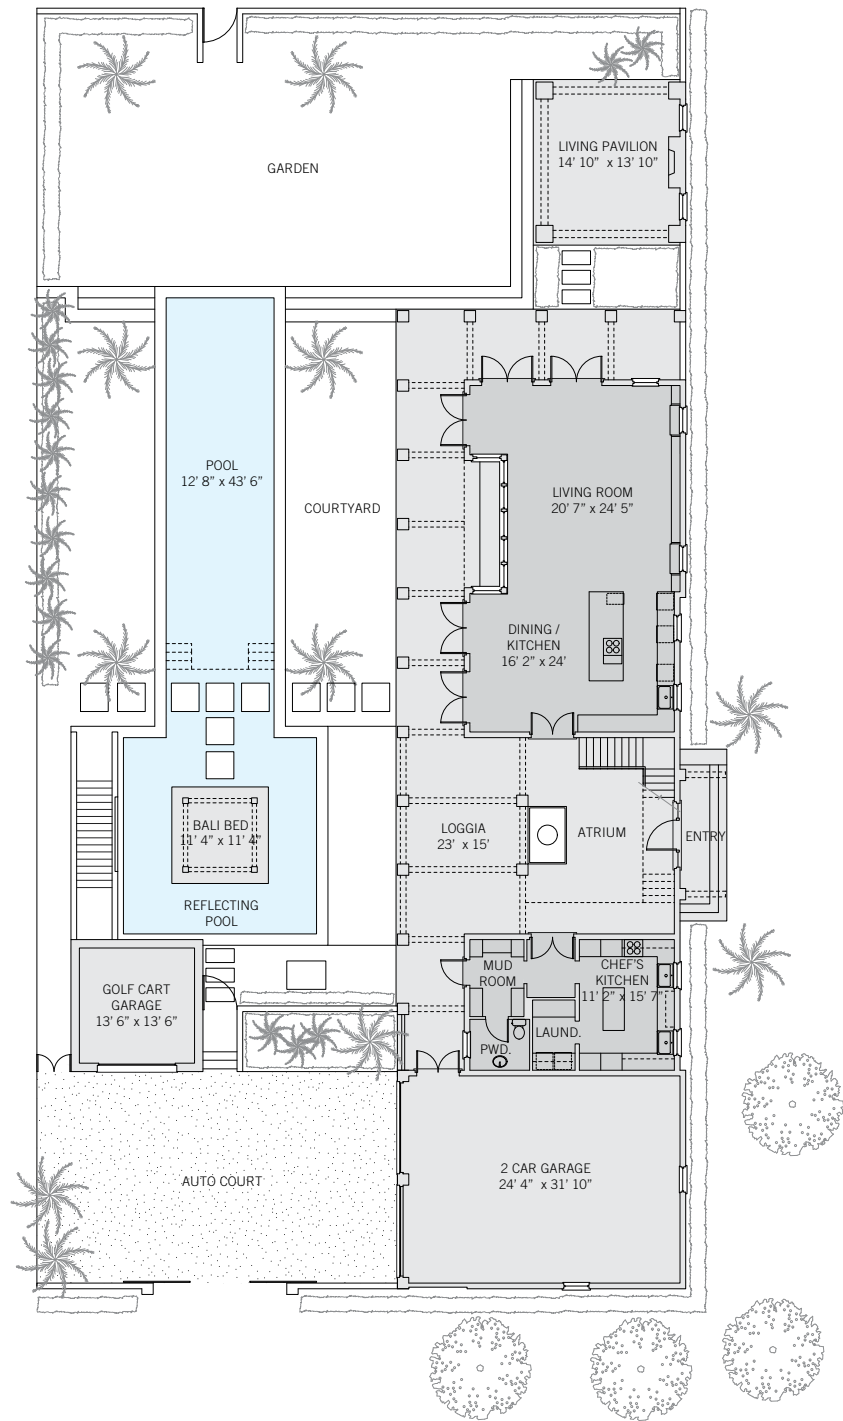 LIVING PAVILION
14' 10" x 13' 10"
GARDEN
POOL
12' 8" x 43' 6"
COURTYARD
LIVING ROOM
20' 7" x 24' 5"
DINING /
KITCHEN
16' 2" x 24'
BALI BED
11' 4" x 11' 4"
LOGGIA
23' x 15'
ATRIUM
ENTRY
REFLECTING
POOL
GOLF CART
GARAGE
13' 6" x 13' 6"
MUD
ROOM
CHEF'S
KITCHEN
11' 2" x 15' 7"
LAUND.
PWD.
2 CAR GARAGE
24' 4" x 31' 10"
AUTO COURT